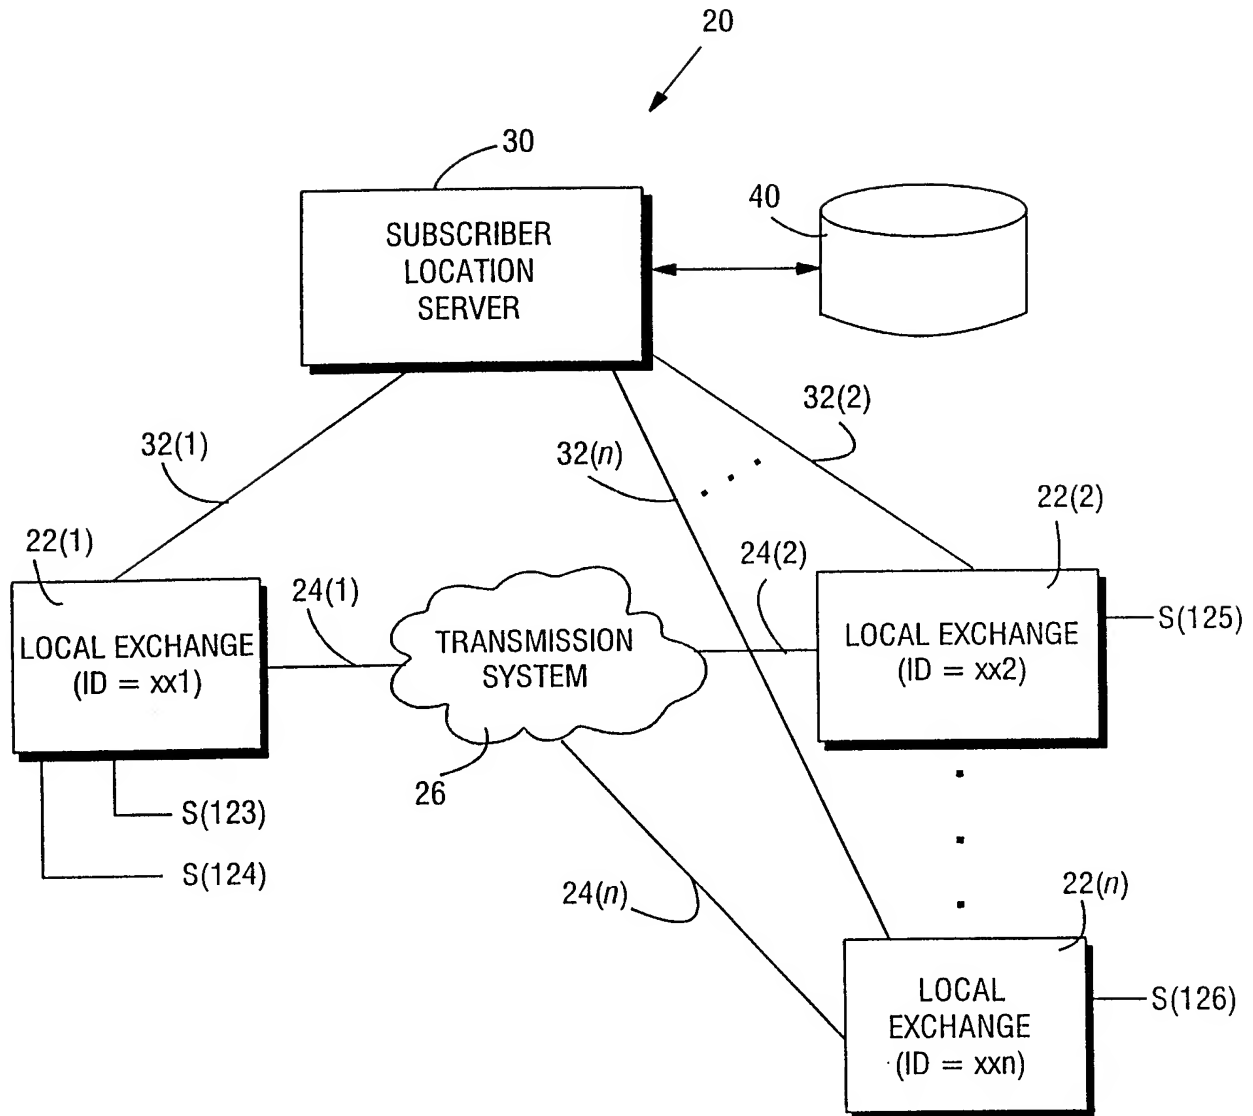 20
30
SUBSCRIBER
LOCATION
SERVER
40
32(1)
32(n)
32(2)
22(1)
22(2)
24(1)
24(2)
LOCAL EXCHANGE
(ID = xx1)
TRANSMISSION
SYSTEM
LOCAL EXCHANGE
(ID = xx2)
S(125)
26
S(123)
S(124)
24(n)
22(n)
LOCAL
EXCHANGE
(ID = xxn)
S(126)